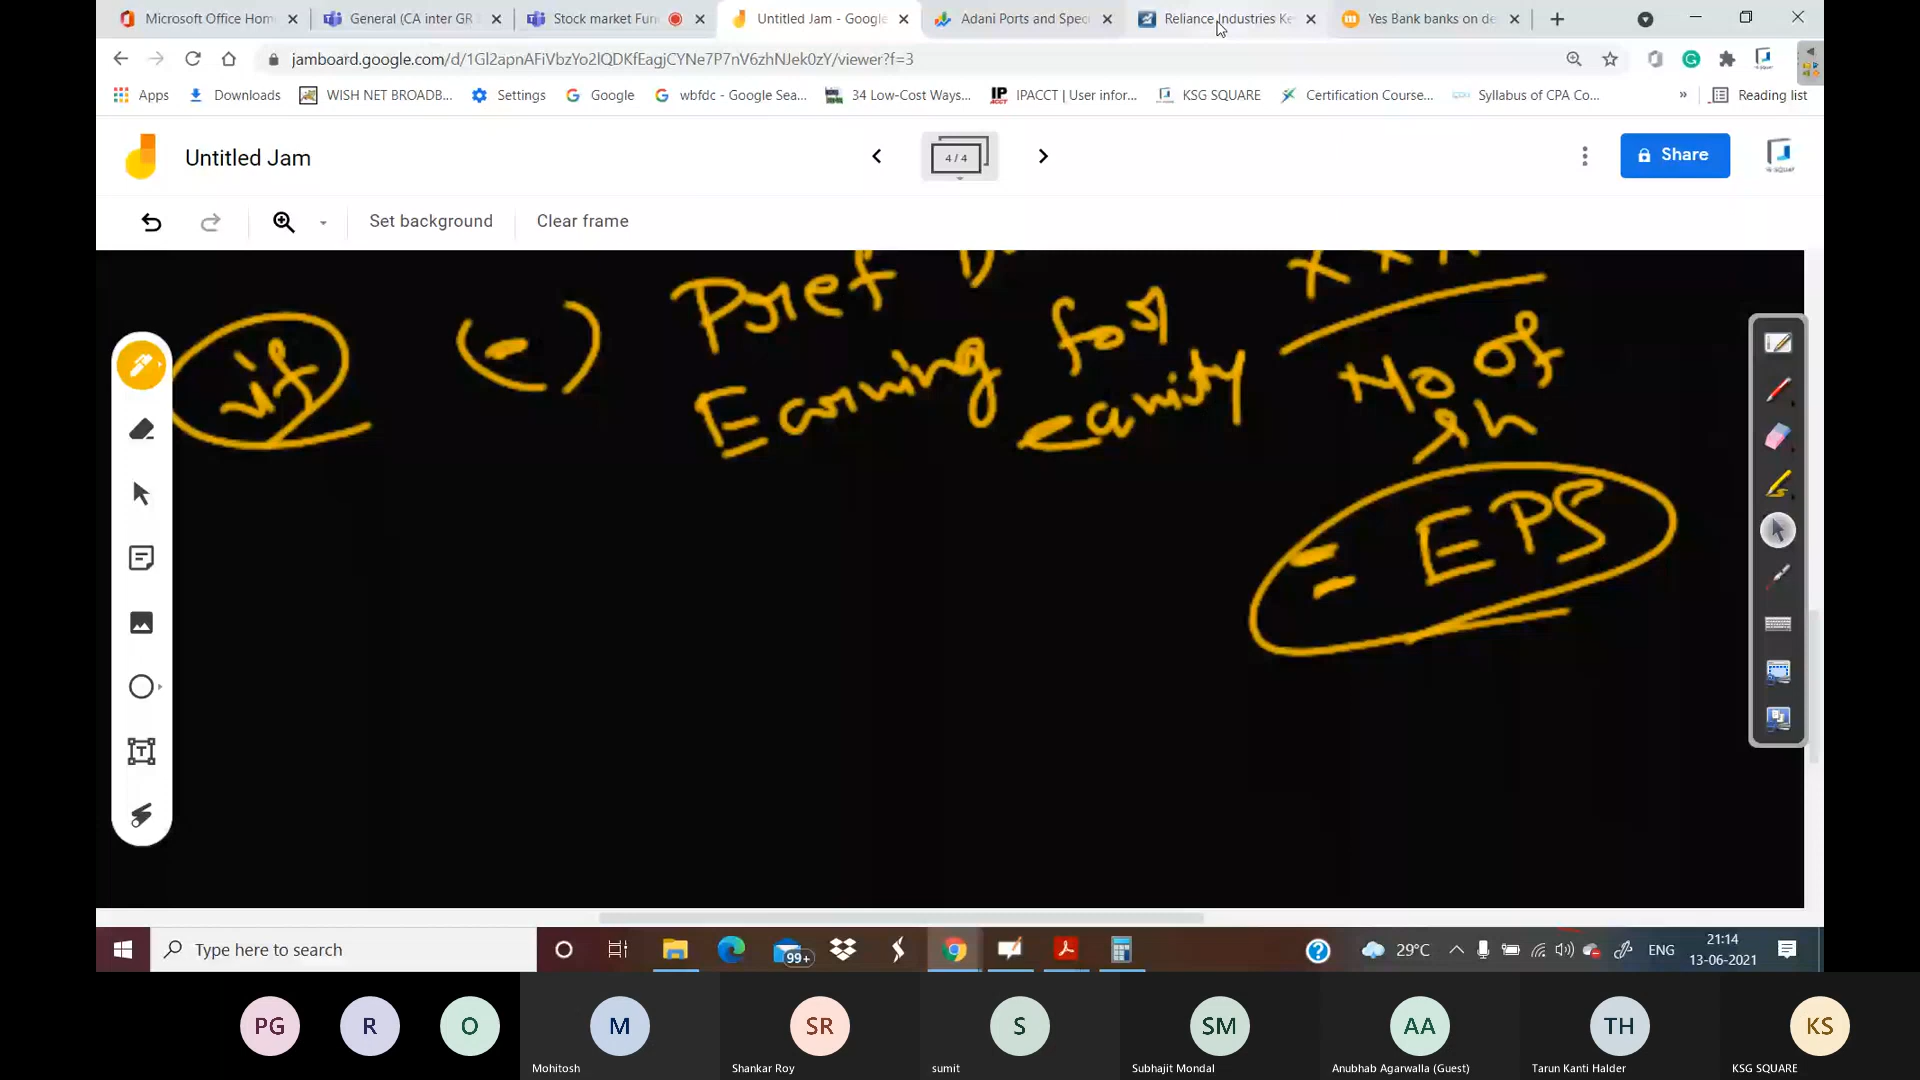 Microsoft Office Hom
General (CA inter GR
Stock market Fun
Untitled Jam - Google
Adani Ports and Speci
Reliance Industries Ke
Yes Bank banks on de
jamboard.google.com/d/1Gl2apnAFiVbzYo2lQDKfEagjCYNe7P7nV6zhNJek0zY/viewer?f=3
Apps
Downloads
WISH NET BROADB...
Settings
Google
wbfdc - Google Sea...
34 Low-Cost Ways...
IP
IPACCT | User infor...
KSG SQUARE
Certification Course...
Syllabus of CPA Co...
»
Reading list
Untitled Jam
4 / 4
Share
Set background
Clear frame
(-) Pref
x x x
if
Earning for
equity
No of
sh
= EPS
Type here to search
99+
29°C
ENG
21:14
13-06-2021
PG
R
O
M
SR
S
SM
AA
TH
KS
Mohitosh
Shankar Roy
sumit
Subhajit Mondal
Anubhab Agarwalla (Guest)
Tarun Kanti Halder
KSG SQUARE